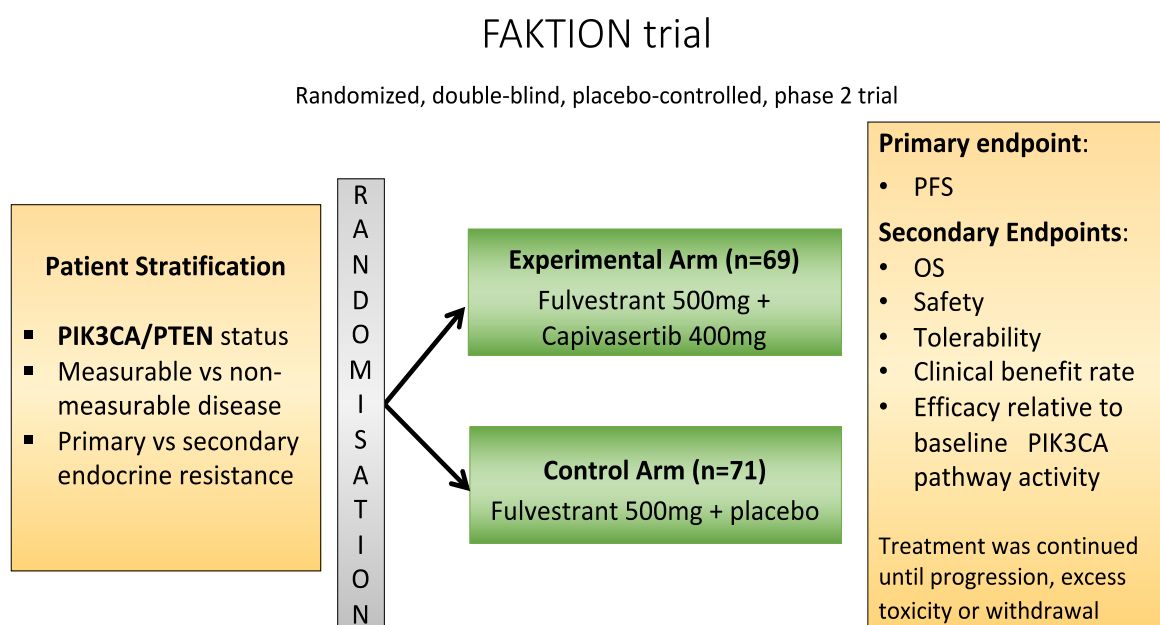 FAKTION trial
Randomized, double-blind, placebo-controlled, phase 2 trial
Patient Stratification
▪ PIK3CA/PTEN status
▪ Measurable vs non-
measurable disease
▪ Primary vs secondary
endocrine resistance
R
A
N
D
O
M
I
S
A
T
I
O
N
Experimental Arm (n=69)
Fulvestrant 500mg +
Capivasertib 400mg
Control Arm (n=71)
Fulvestrant 500mg + placebo
Primary endpoint:
• PFS
Secondary Endpoints:
• OS
• Safety
• Tolerability
• Clinical benefit rate
• Efficacy relative to
baseline PIK3CA
pathway activity
Treatment was continued
until progression, excess
toxicity or withdrawal